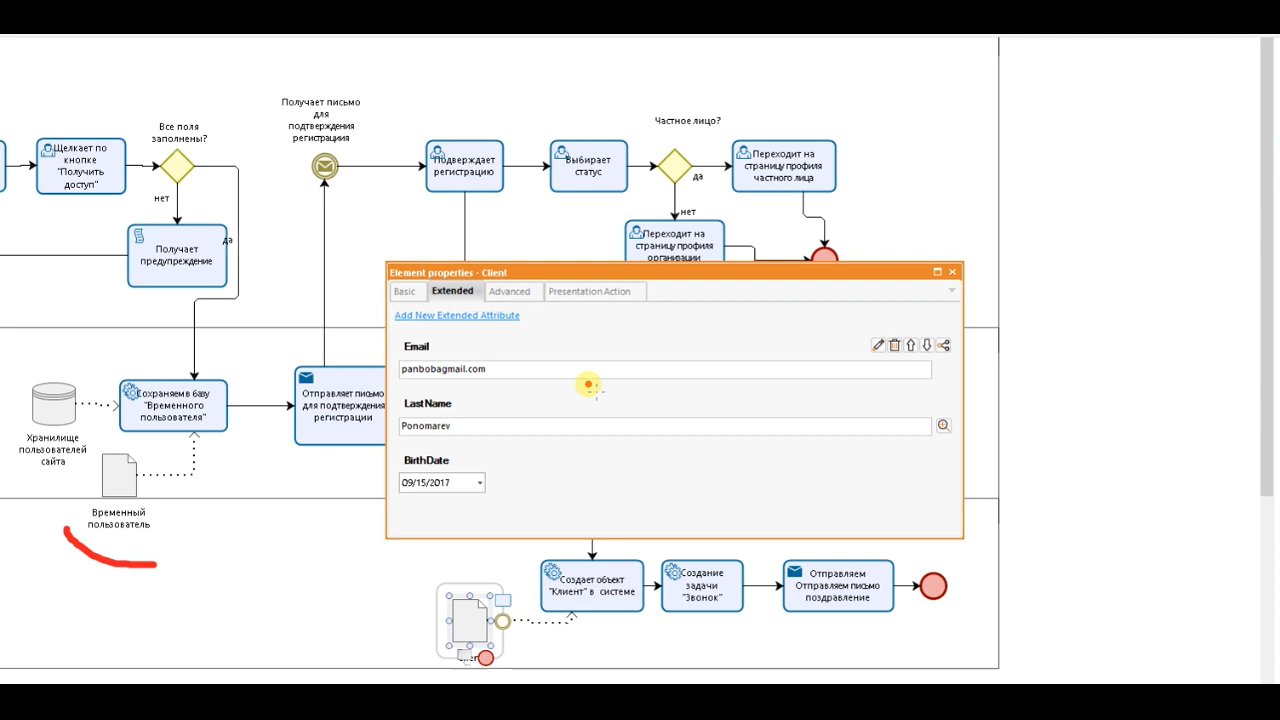 Получает письмо
для
подтверждения
регистрациия
Все поля
заполнены?
Частное лицо?
Щелкает по
кнопке
"Получить
доступ"
Подверждает
регистрацию
Выбирает
статус
Переходит на
страницу профиля
частного лица
да
нет
нет
Получает
предупреждение
да
Переходит на
страницу профиля
организации
Element properties - Client
Basic
Extended
Advanced
Presentation Action
Add New Extended Attribute
Email
panbobagmail.com
LastName
Ponomarev
BirthDate
09/15/2017
Сохраняем в базу
"Временного
пользователя"
Отправляет письмо
для подтверждения
регистрации
Хранилище
пользователей
сайта
Временный
пользователь
Создает объект
"Клиент" в системе
Создание
задачи
"Звонок"
Отправляем
Отправляем письмо
поздравление